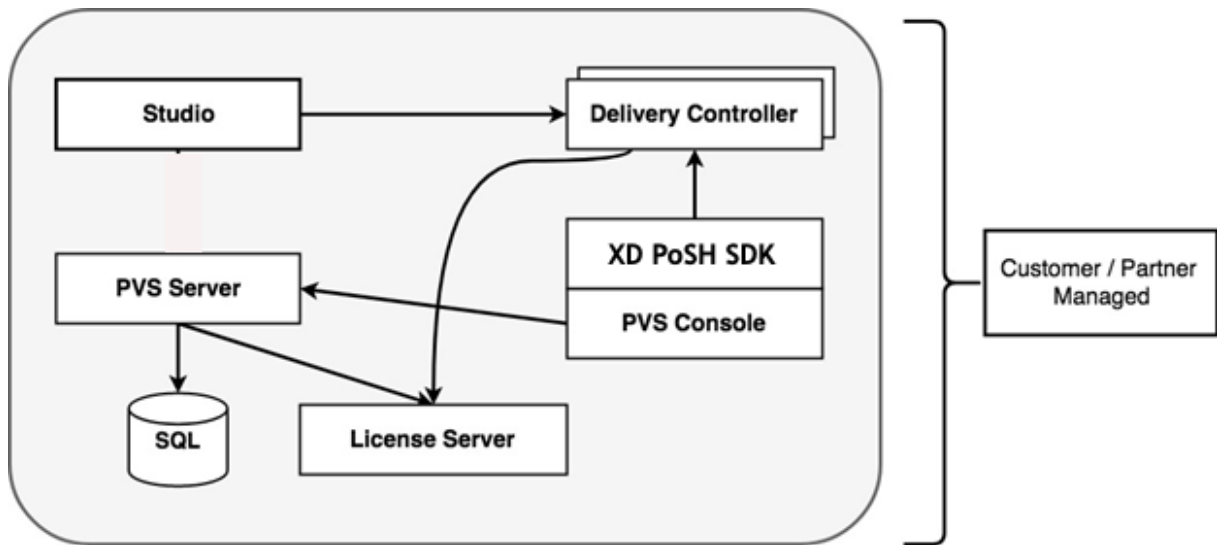 Studio
Delivery Controller
XD PoSH SDK
PVS Server
PVS Console
Customer / Partner
Managed
SQL
License Server